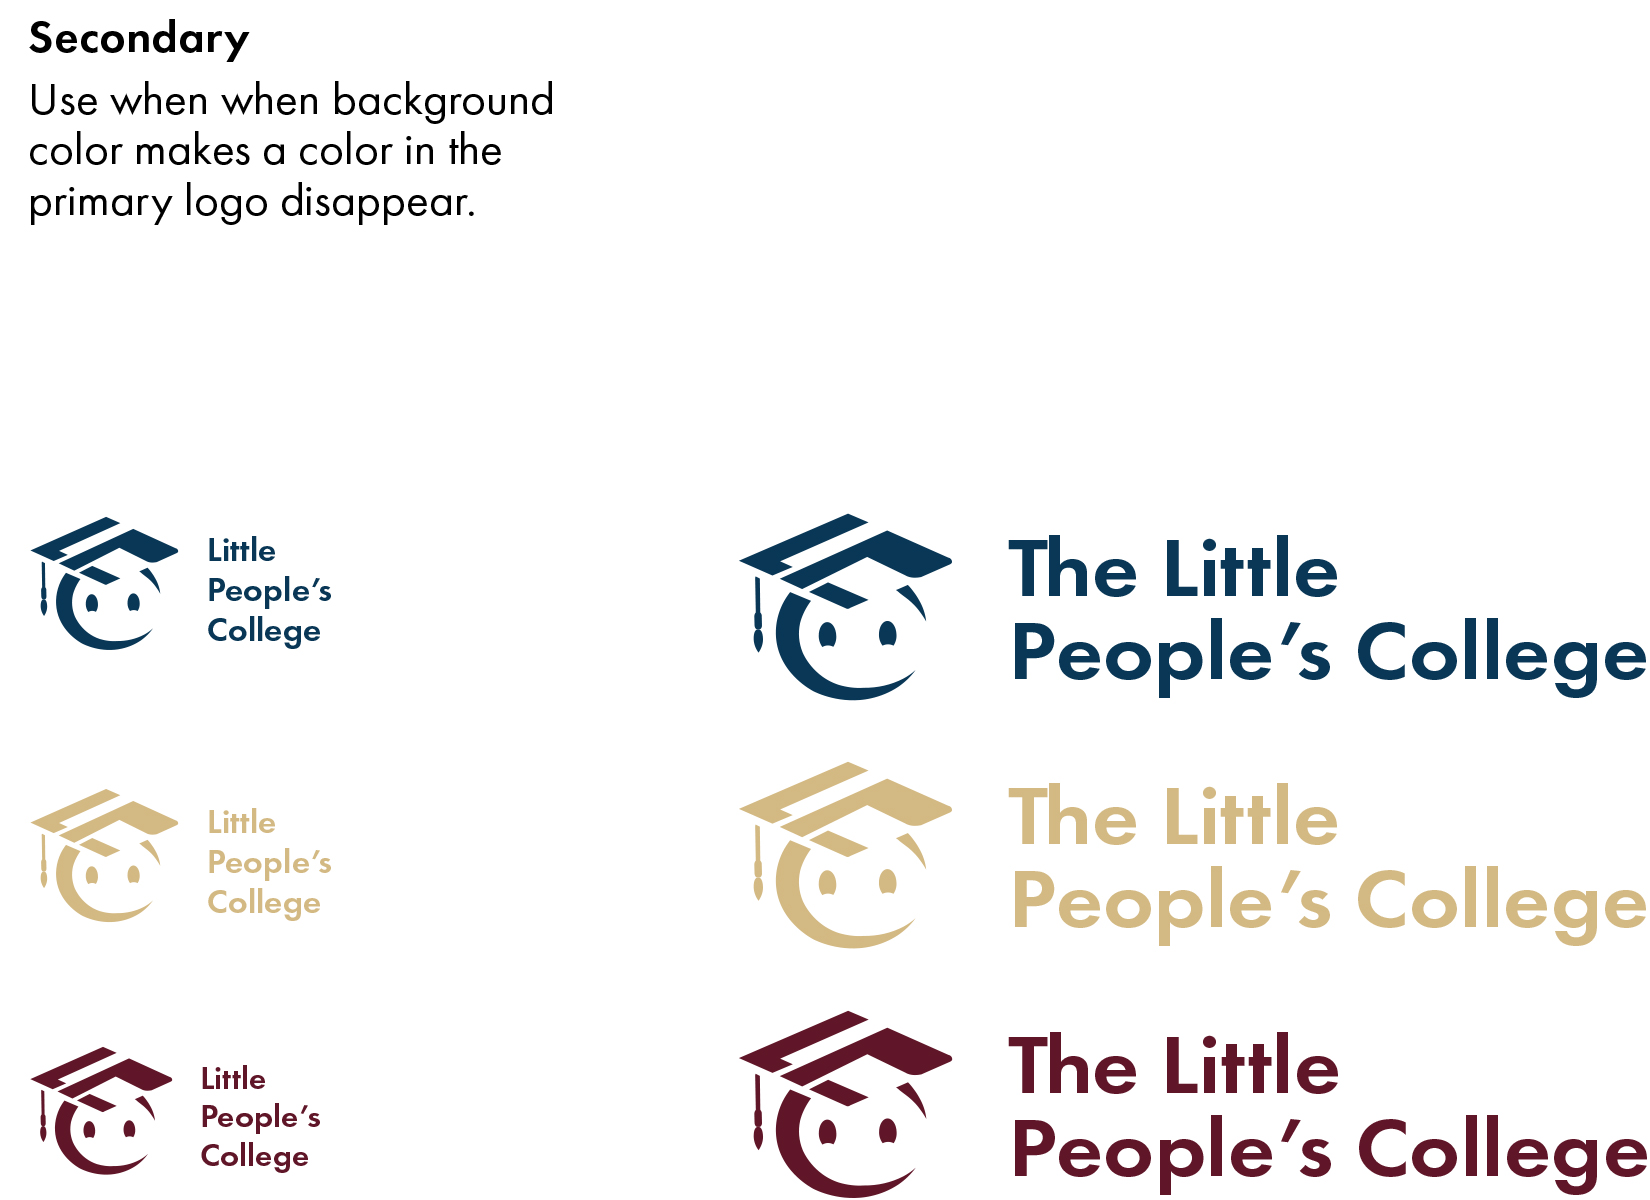 Secondary
Use when when background
color makes a color in the
primary logo disappear.
Little
People’s
College
The Little
People’s College
Little
People’s
College
The Little
People’s College
Little
People’s
College
The Little
People’s College